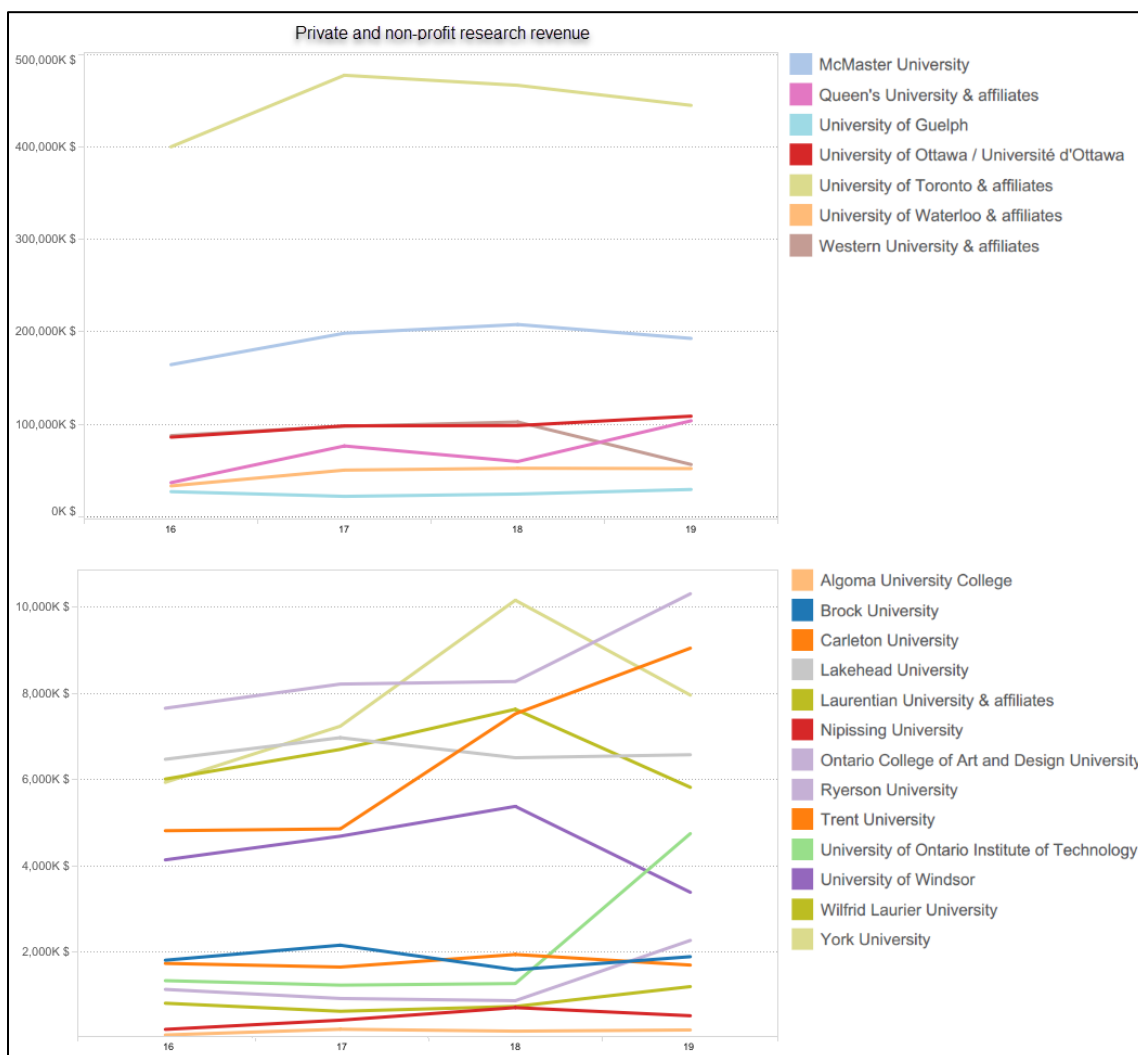 Private and non-profit research revenue
500,000K $
400,000K $
300,000K $
200,000K $
100,000K $
0K $
16
17
18
19
McMaster University
Queen's University & affiliates
University of Guelph
University of Ottawa / Université d'Ottawa
University of Toronto & affiliates
University of Waterloo & affiliates
Western University & affiliates
10,000K $
8,000K $
6,000K $
4,000K $
2,000K $
16
17
18
19
Algoma University College
Brock University
Carleton University
Lakehead University
Laurentian University & affiliates
Nipissing University
Ontario College of Art and Design University
Ryerson University
Trent University
University of Ontario Institute of Technology
University of Windsor
Wilfrid Laurier University
York University